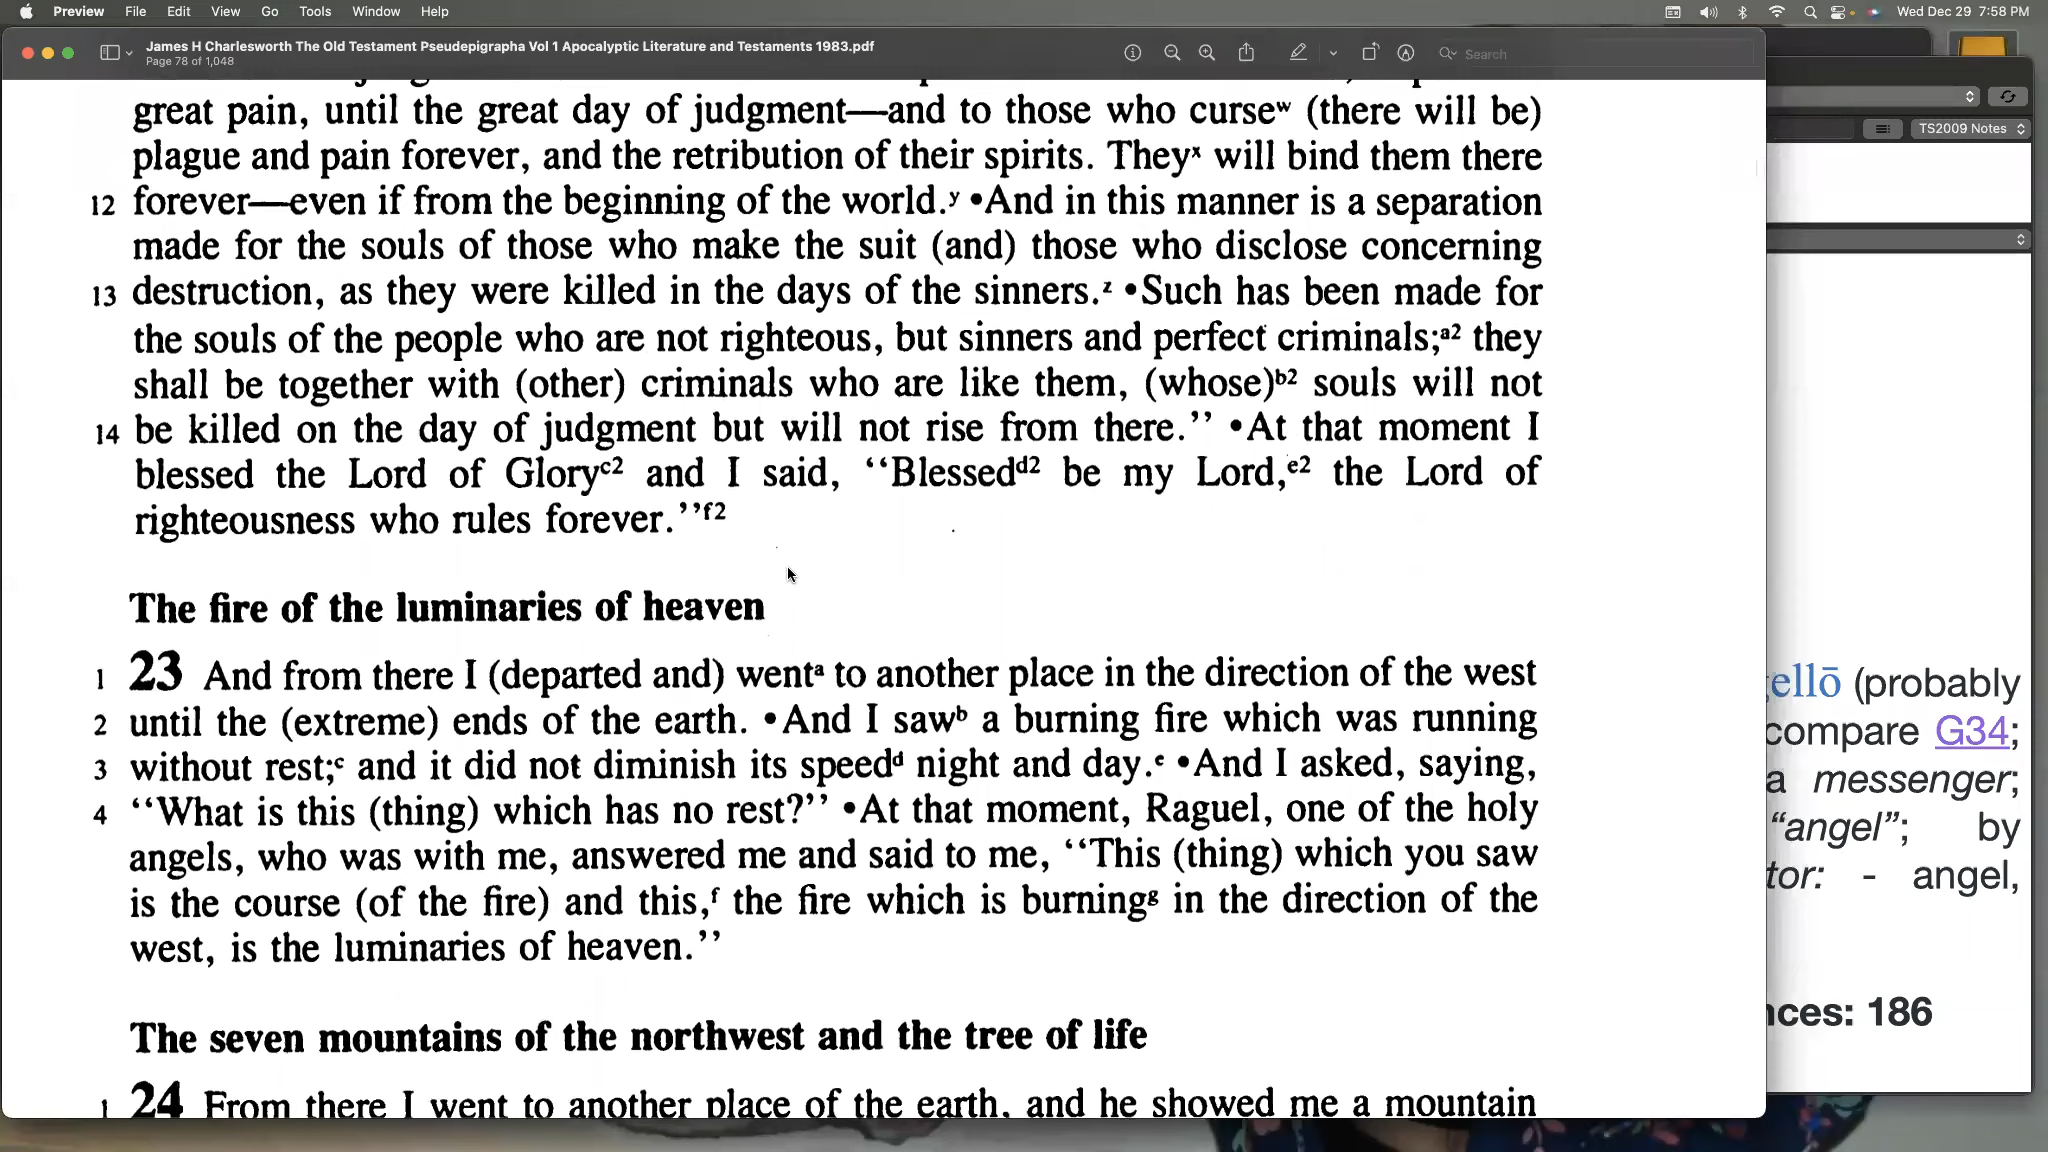 Preview File Edit View Go Tools Window Help Wed Dec 29 7:58 PM
James H Charlesworth The Old Testament Pseudepigrapha Vol 1 Apocalyptic Literature and Testaments 1983.pdf
Page 78 of 1,048
Search
great pain, until the great day of judgment—and to those who curseʷ (there will be)
plague and pain forever, and the retribution of their spirits. Theyˣ will bind them there
12 forever—even if from the beginning of the world.ʸ •And in this manner is a separation
made for the souls of those who make the suit (and) those who disclose concerning
13 destruction, as they were killed in the days of the sinners.ᶻ •Such has been made for
the souls of the people who are not righteous, but sinners and perfect criminals;ᵃ² they
shall be together with (other) criminals who are like them, (whose)ᵇ² souls will not
14 be killed on the day of judgment but will not rise from there.’’ •At that moment I
blessed the Lord of Gloryᶜ² and I said, ‘‘Blessedᵈ² be my Lord,ᵉ² the Lord of
righteousness who rules forever.’’ᶠ²
The fire of the luminaries of heaven
1 23 And from there I (departed and) wentᵃ to another place in the direction of the west
2 until the (extreme) ends of the earth. •And I sawᵇ a burning fire which was running
3 without rest;ᶜ and it did not diminish its speedᵈ night and day.ᵉ •And I asked, saying,
4 ‘‘What is this (thing) which has no rest?’’ •At that moment, Raguel, one of the holy
angels, who was with me, answered me and said to me, ‘‘This (thing) which you saw
is the course (of the fire) and this,ᶠ the fire which is burningᵍ in the direction of the
west, is the luminaries of heaven.’’
The seven mountains of the northwest and the tree of life
1 24 From there I went to another place of the earth, and he showed me a mountain
TS2009 Notes
ellō (probably
compare G34;
a messenger;
“angel”; by
tor: - angel,
nces: 186